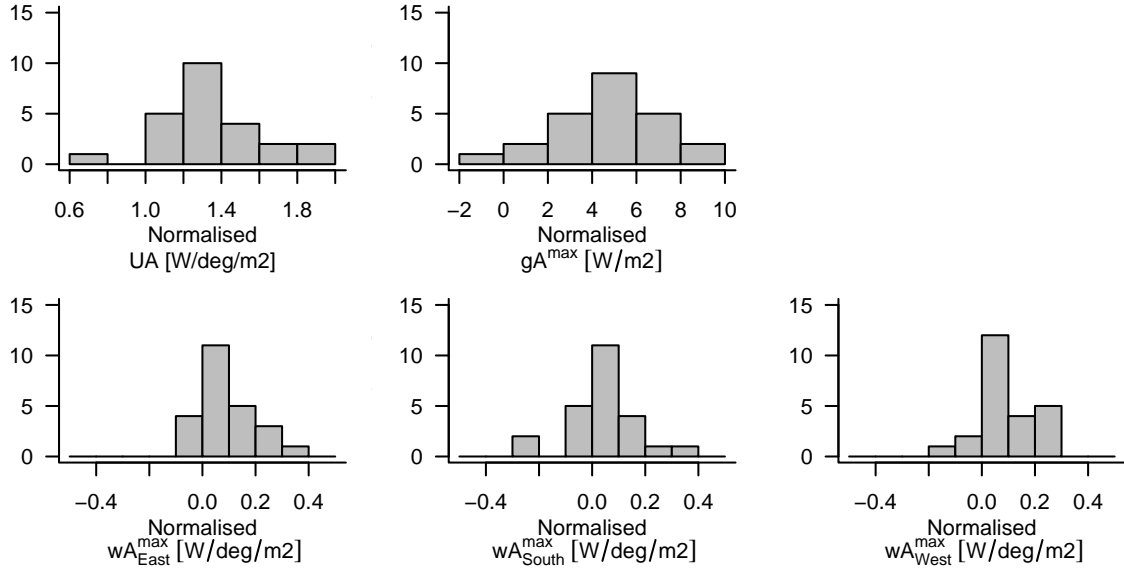 15
10
5
0
0.6 1.0 1.4 1.8
Normalised
UA [W/deg/m2]
15
10
5
0
−2 0 2 4 6 8 10
Normalised
gA^max [W/m2]
15
10
5
0
−0.4 0.0 0.2 0.4
Normalised
wA^max_East [W/deg/m2]
15
10
5
0
−0.4 0.0 0.2 0.4
Normalised
wA^max_South [W/deg/m2]
15
10
5
0
−0.4 0.0 0.2 0.4
Normalised
wA^max_West [W/deg/m2]